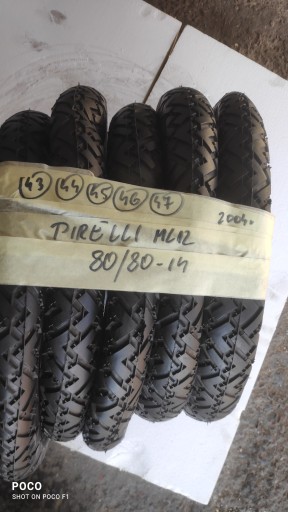 43 44 45 46 47
2004.
PIRELLI ML12
80/80-14
POCO
SHOT ON POCO F1